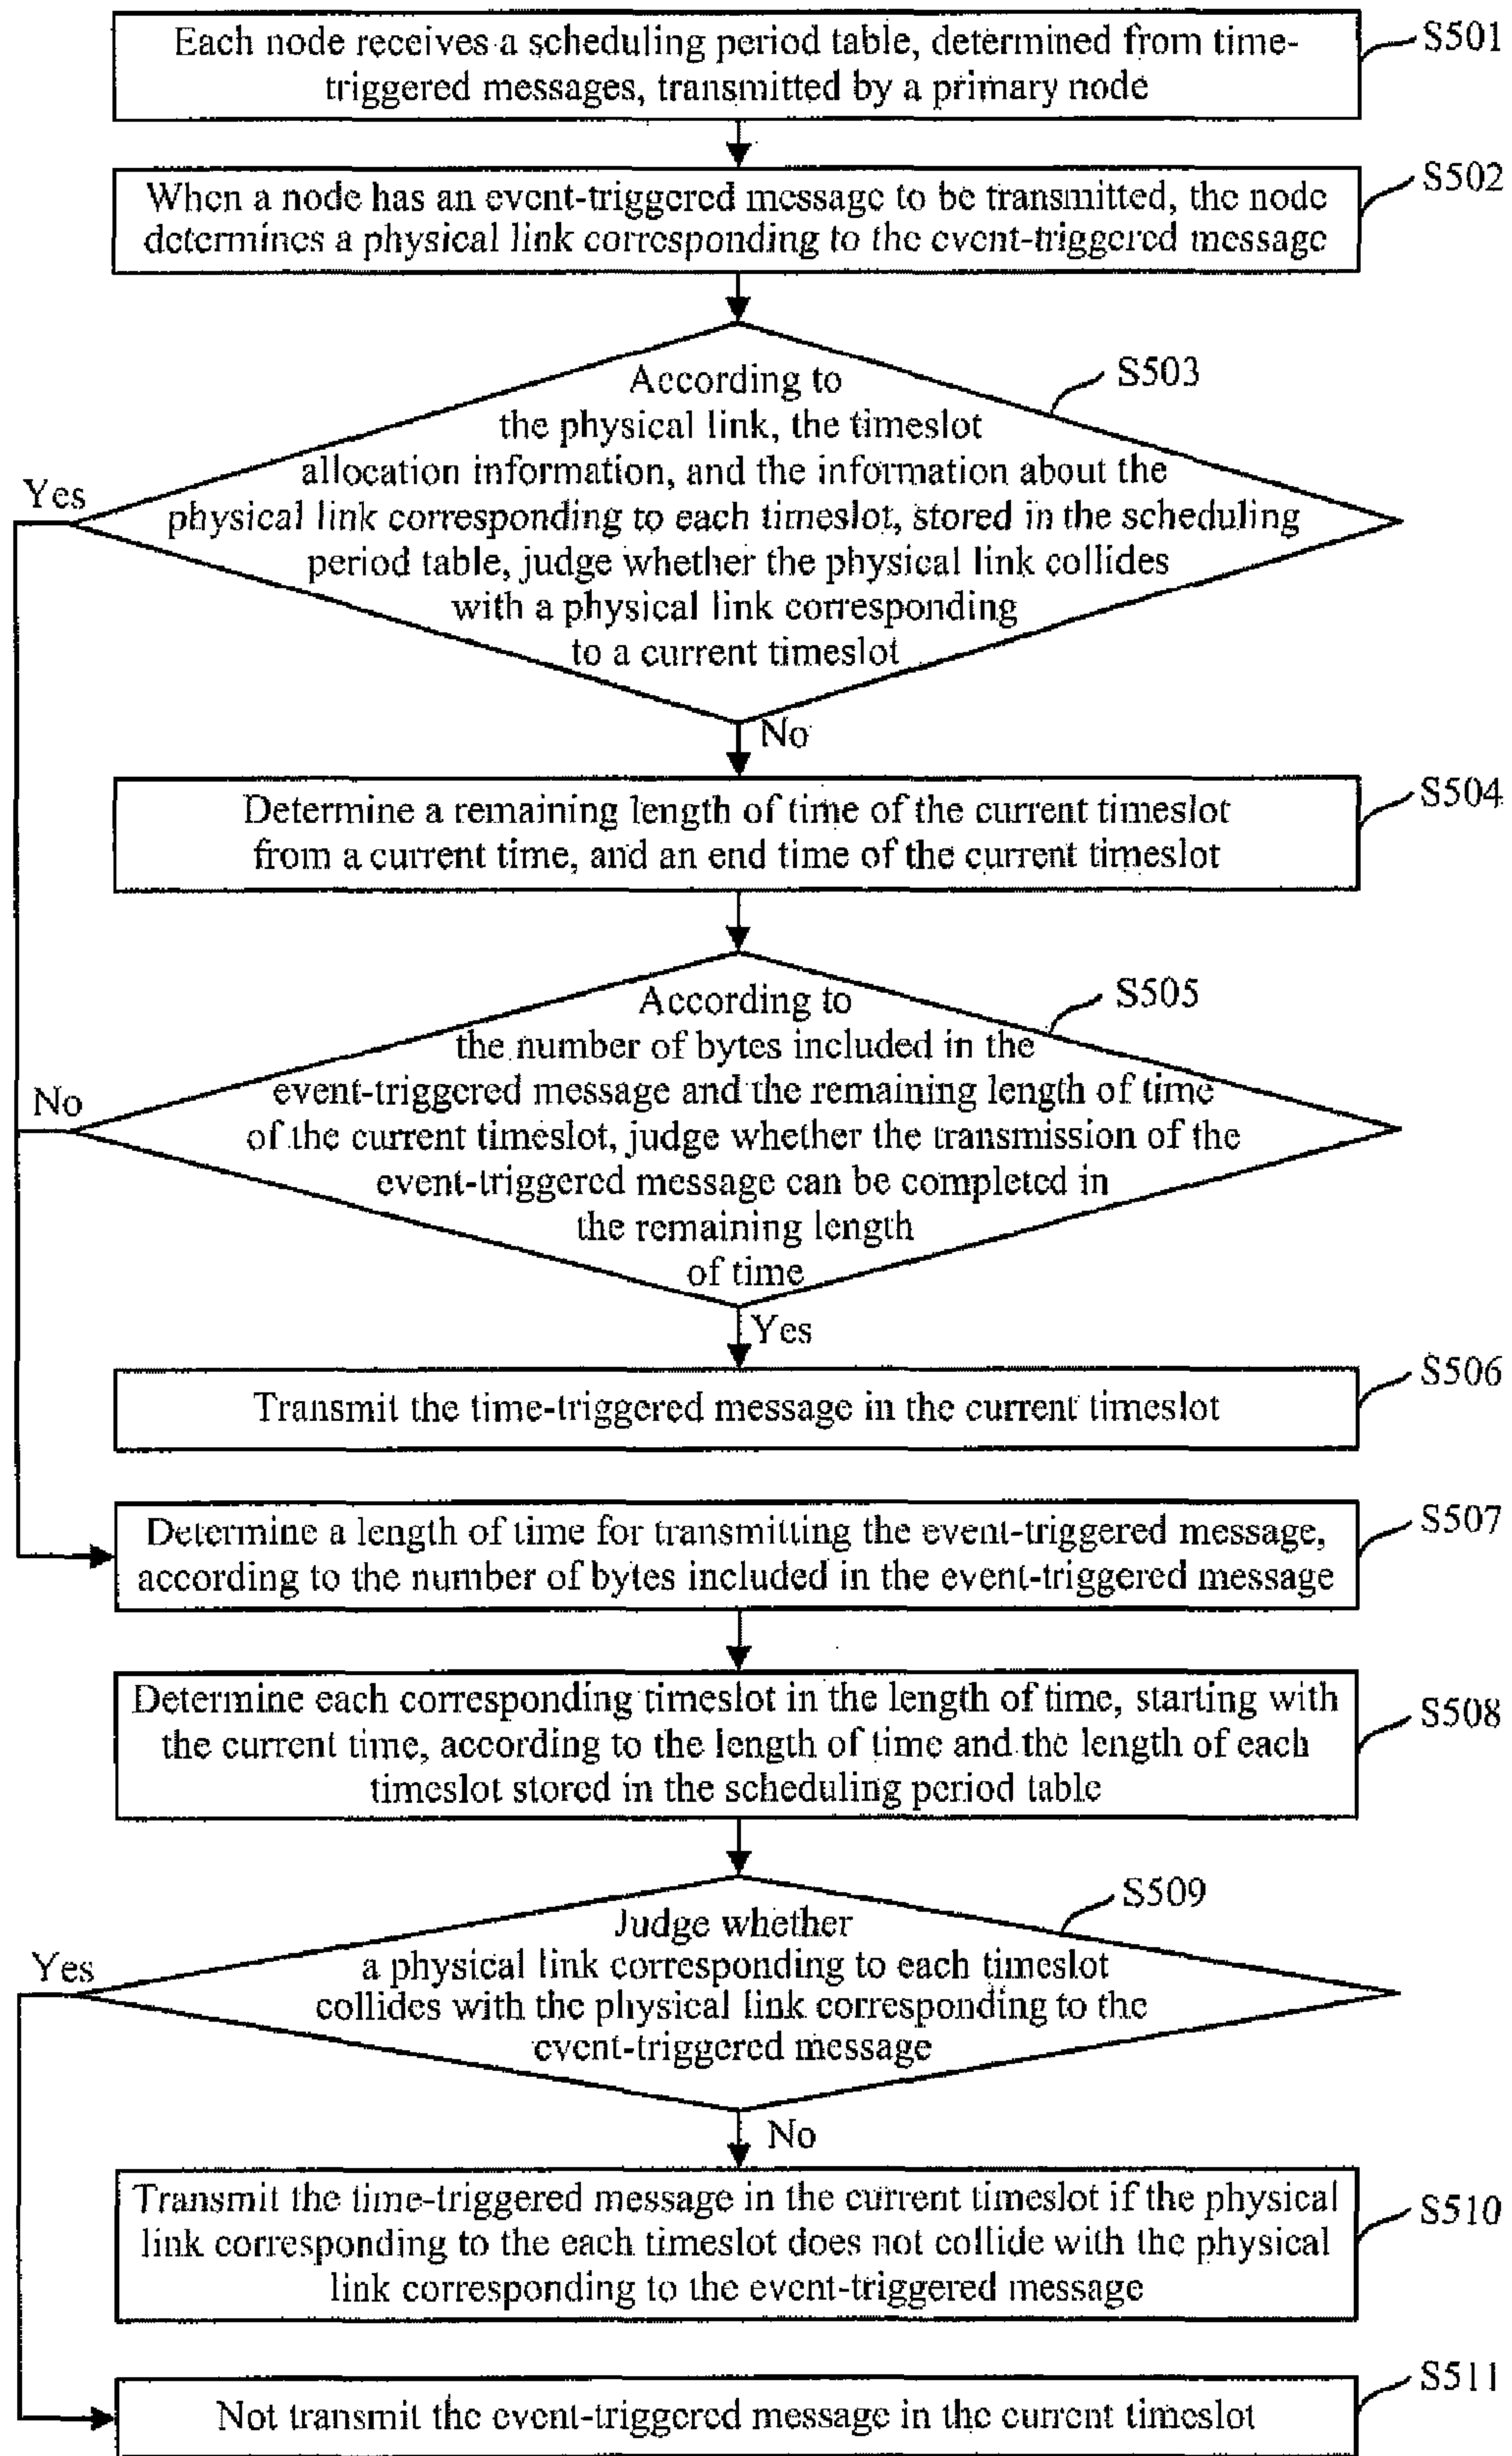 Each node receives a scheduling period table, determined from time-
triggered messages, transmitted by a primary node
S501
When a node has an event-triggered message to be transmitted, the node
determines a physical link corresponding to the event-triggered message
S502
According to
the physical link, the timeslot
allocation information, and the information about the
physical link corresponding to each timeslot, stored in the scheduling
period table, judge whether the physical link collides
with a physical link corresponding
to a current timeslot
S503
Yes
No
Determine a remaining length of time of the current timeslot
from a current time, and an end time of the current timeslot
S504
According to
the number of bytes included in the
event-triggered message and the remaining length of time
of the current timeslot, judge whether the transmission of the
event-triggered message can be completed in
the remaining length
of time
S505
No
Yes
Transmit the time-triggered message in the current timeslot
S506
Determine a length of time for transmitting the event-triggered message,
according to the number of bytes included in the event-triggered message
S507
Determine each corresponding timeslot in the length of time, starting with
the current time, according to the length of time and the length of each
timeslot stored in the scheduling period table
S508
Judge whether
a physical link corresponding to each timeslot
collides with the physical link corresponding to the
event-triggered message
S509
Yes
No
Transmit the time-triggered message in the current timeslot if the physical
link corresponding to the each timeslot does not collide with the physical
link corresponding to the event-triggered message
S510
Not transmit the event-triggered message in the current timeslot
S511